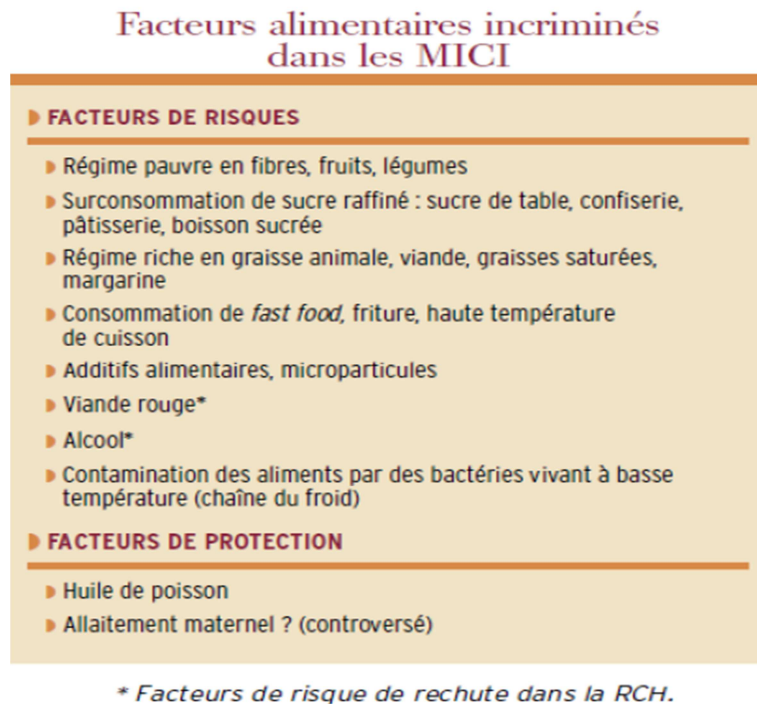 Facteurs alimentaires incriminés
dans les MICI
FACTEURS DE RISQUES
Régime pauvre en fibres, fruits, légumes
Surconsommation de sucre raffiné : sucre de table, confiserie,
pâtisserie, boisson sucrée
Régime riche en graisse animale, viande, graisses saturées,
margarine
Consommation de fast food, friture, haute température
de cuisson
Additifs alimentaires, microparticules
Viande rouge*
Alcool*
Contamination des aliments par des bactéries vivant à basse
température (chaîne du froid)
FACTEURS DE PROTECTION
Huile de poisson
Allaitement maternel ? (controversé)
* Facteurs de risque de rechute dans la RCH.